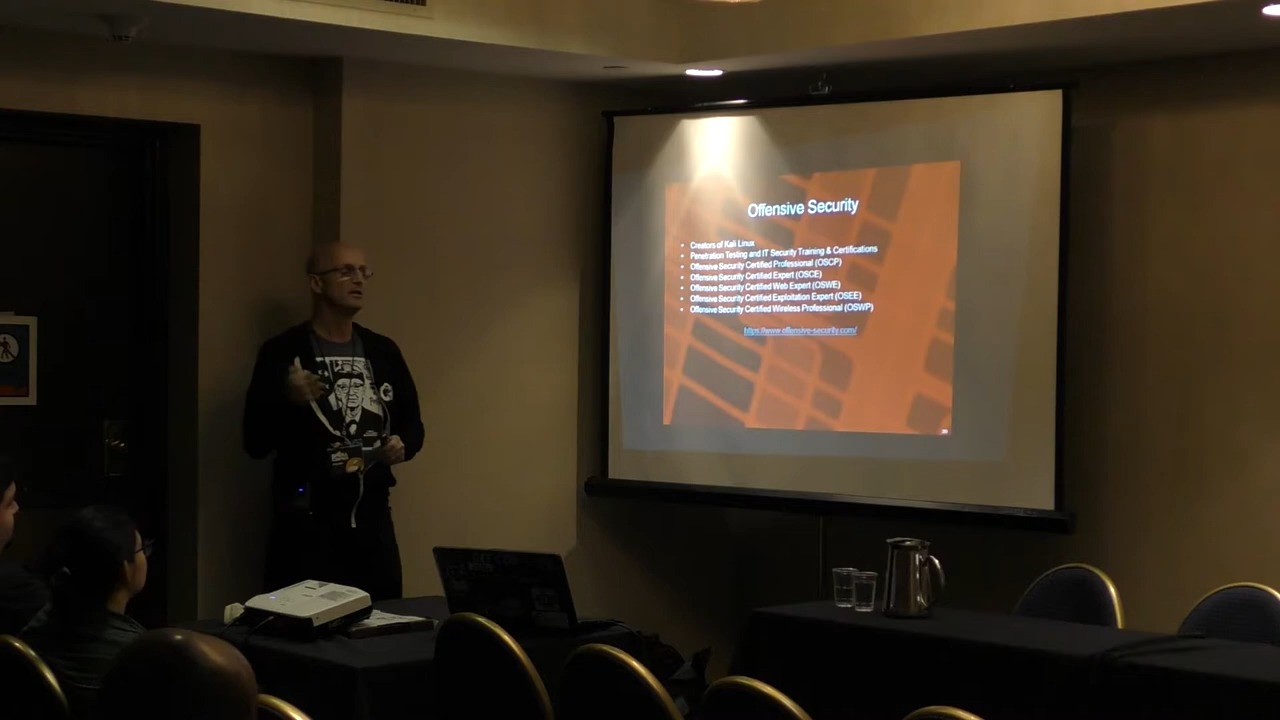 Offensive Security
• Creators of Kali Linux
• Penetration Testing and IT Security Training & Certifications
• Offensive Security Certified Professional (OSCP)
• Offensive Security Certified Expert (OSCE)
• Offensive Security Certified Web Expert (OSWE)
• Offensive Security Certified Exploitation Expert (OSEE)
• Offensive Security Certified Wireless Professional (OSWP)
https://www.offensive-security.com/